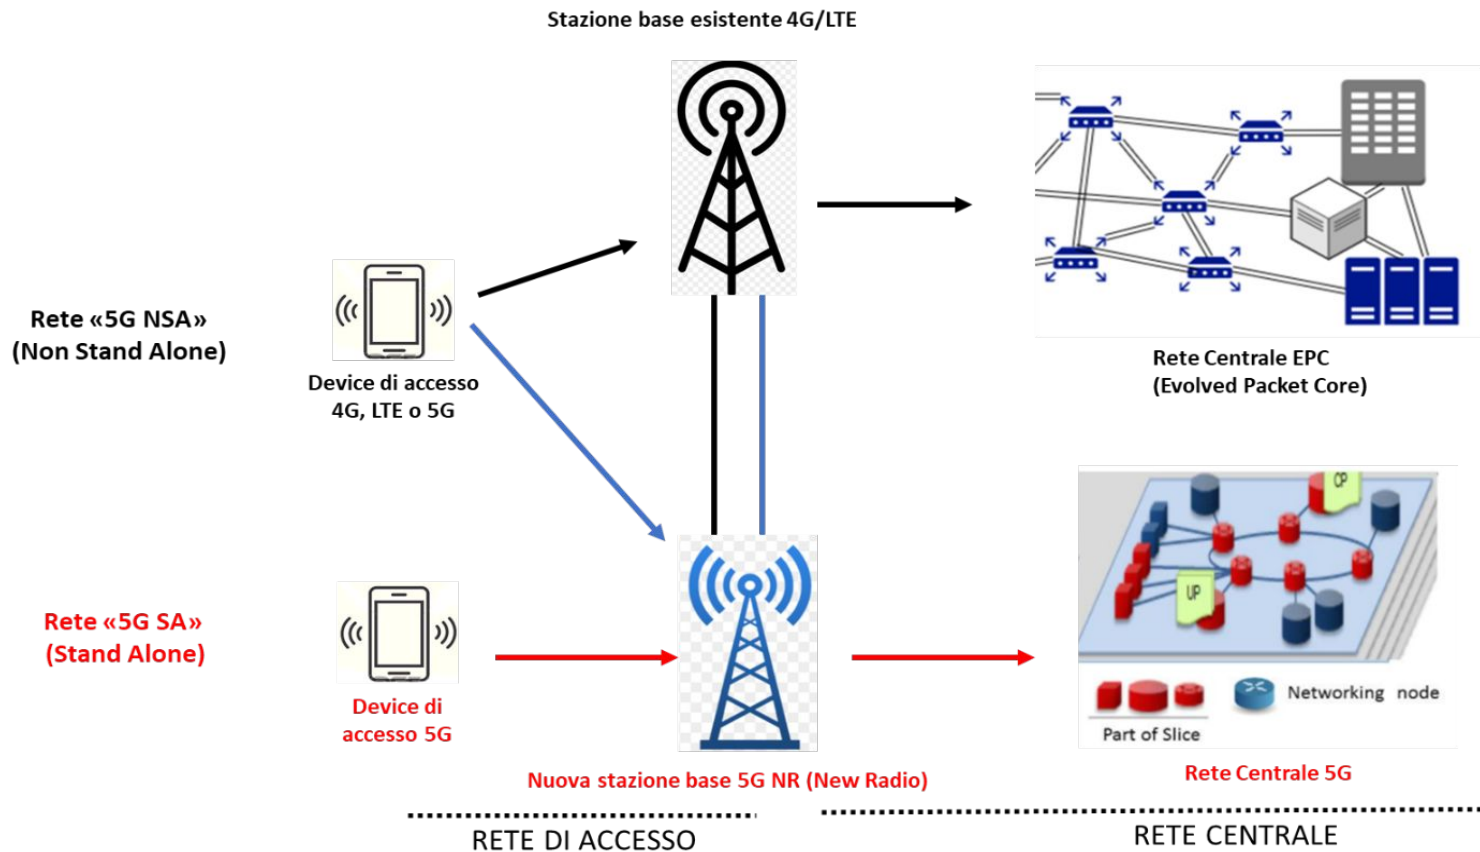 Stazione base esistente 4G/LTE
Rete «5G NSA»
(Non Stand Alone)
Device di accesso
4G, LTE o 5G
Rete Centrale EPC
(Evolved Packet Core)
CP
UP
Rete «5G SA»
(Stand Alone)
Device di
accesso 5G
Networking node
Part of Slice
Nuova stazione base 5G NR (New Radio)
Rete Centrale 5G
RETE DI ACCESSO
RETE CENTRALE